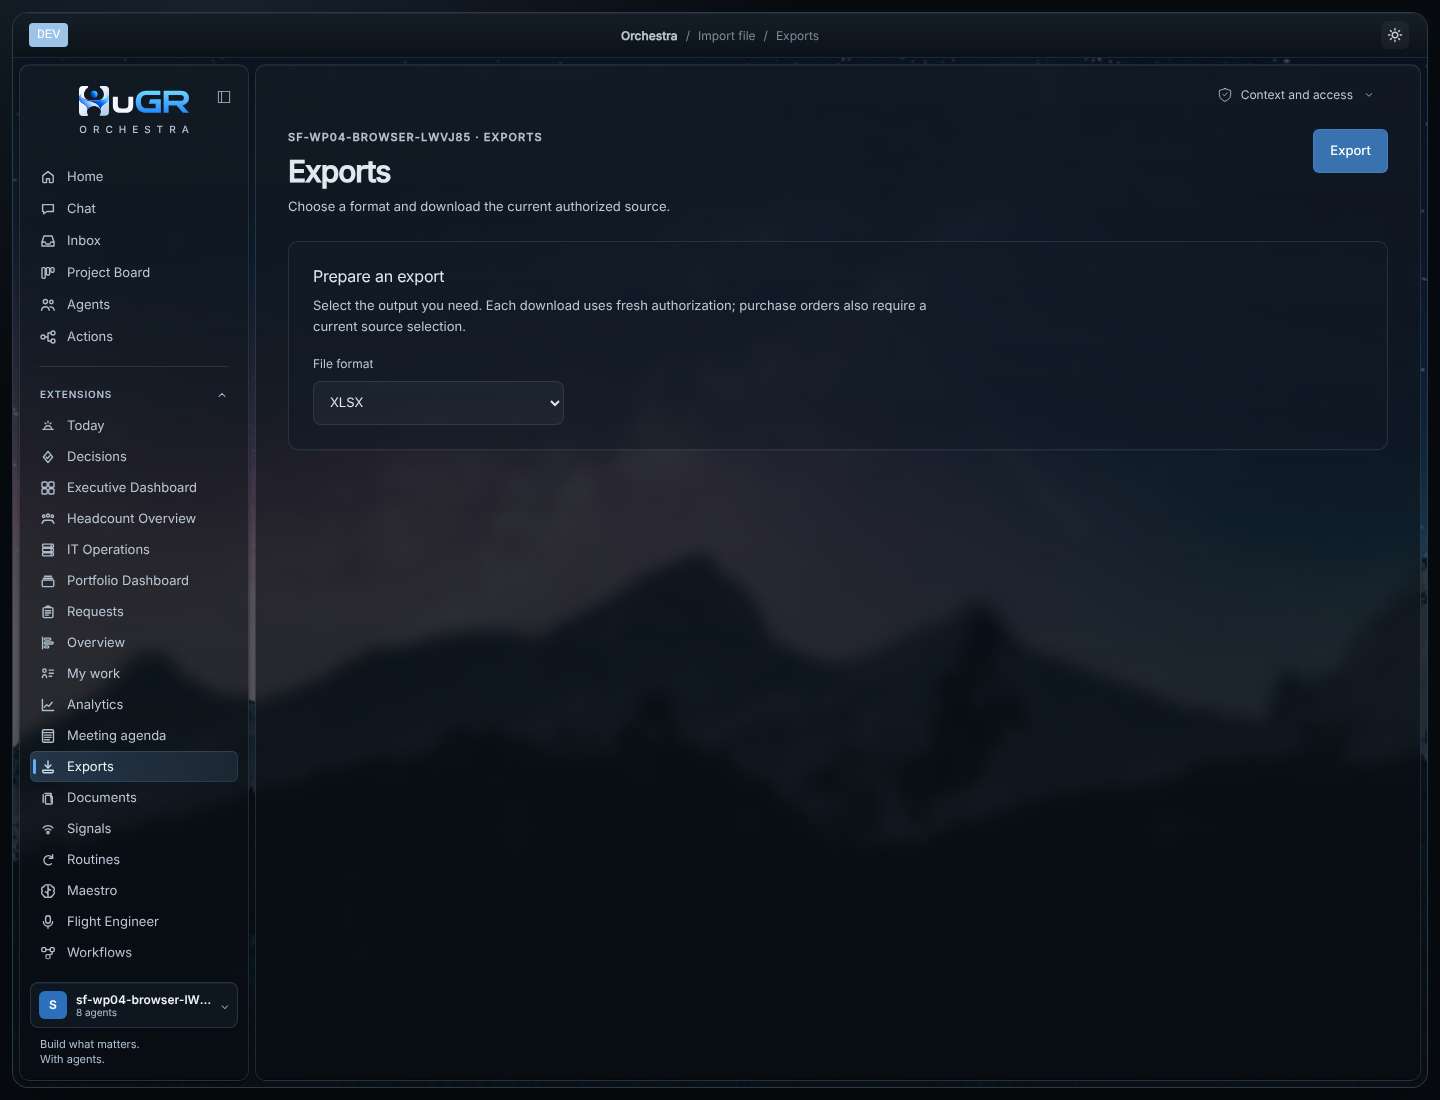 DEV
Orchestra / Import file / Exports
HuGR
ORCHESTRA
Home
Chat
Inbox
Project Board
Agents
Actions
EXTENSIONS
Today
Decisions
Executive Dashboard
Headcount Overview
IT Operations
Portfolio Dashboard
Requests
Overview
My work
Analytics
Meeting agenda
Exports
Documents
Signals
Routines
Maestro
Flight Engineer
Workflows
S
sf-wp04-browser-lW...
8 agents
Build what matters.
With agents.
Context and access
SF-WP04-BROWSER-LWVJ85 · EXPORTS
Exports
Choose a format and download the current authorized source.
Export
Prepare an export
Select the output you need. Each download uses fresh authorization; purchase orders also require a
current source selection.
File format
XLSX